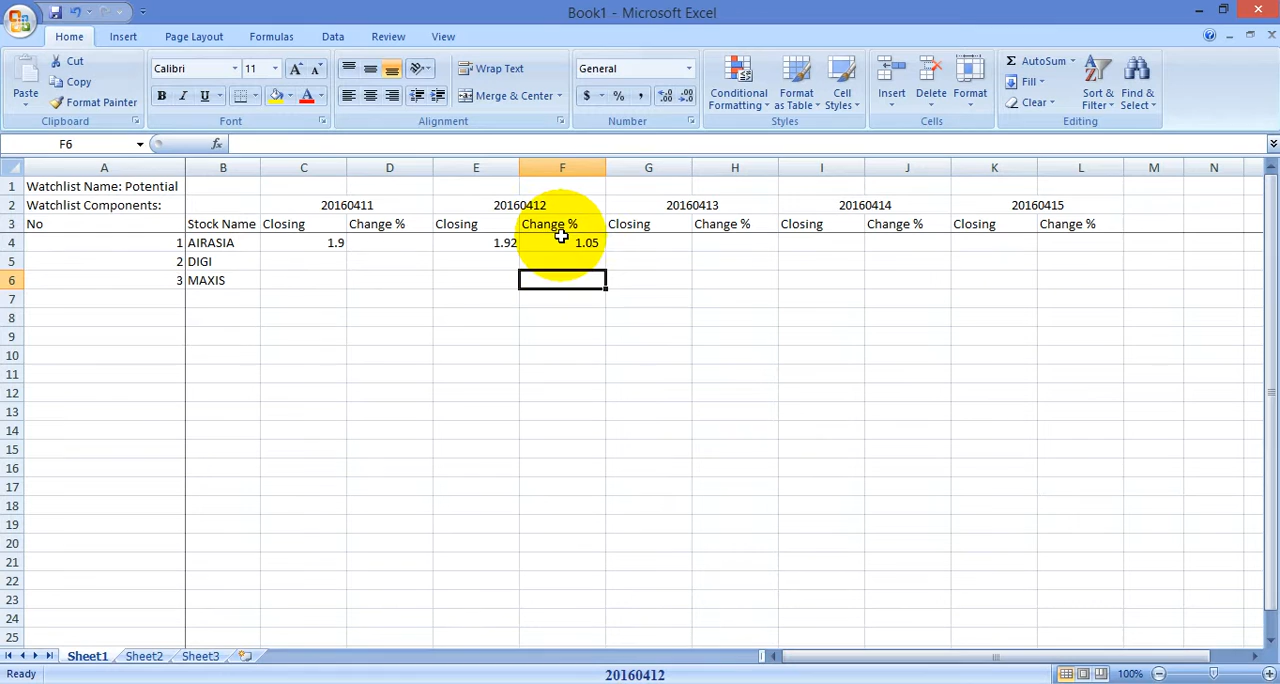 Book1 - Microsoft Excel
Home Insert Page Layout Formulas Data Review View
Paste
Cut
Copy
Format Painter
Clipboard
Calibri 11
B I U
Font
Wrap Text
Merge & Center
Alignment
General
$ % ,
Number
Conditional Formatting
Format as Table
Cell Styles
Styles
Insert Delete Format
Cells
AutoSum
Fill
Clear
Sort & Filter
Find & Select
Editing
F6 fx
A B C D E F G H I J K L M N
1 Watchlist Name: Potential
2 Watchlist Components: 20160411 20160412 20160413 20160414 20160415
3 No Stock Name Closing Change % Closing Change % Closing Change % Closing Change % Closing Change %
4 1 AIRASIA 1.9 1.92 1.05
5 2 DIGI
6 3 MAXIS
7
8
9
10
11
12
13
14
15
16
17
18
19
20
21
22
23
24
25
Sheet1 Sheet2 Sheet3
Ready 20160412 100%